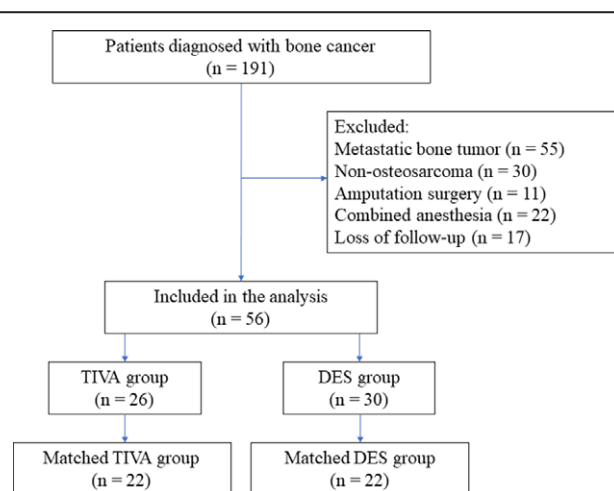 Patients diagnosed with bone cancer
(n = 191)
Excluded:
Metastatic bone tumor (n = 55)
Non-osteosarcoma (n = 30)
Amputation surgery (n = 11)
Combined anesthesia (n = 22)
Loss of follow-up (n = 17)
Included in the analysis
(n = 56)
TIVA group
(n = 26)
DES group
(n = 30)
Matched TIVA group
(n = 22)
Matched DES group
(n = 22)